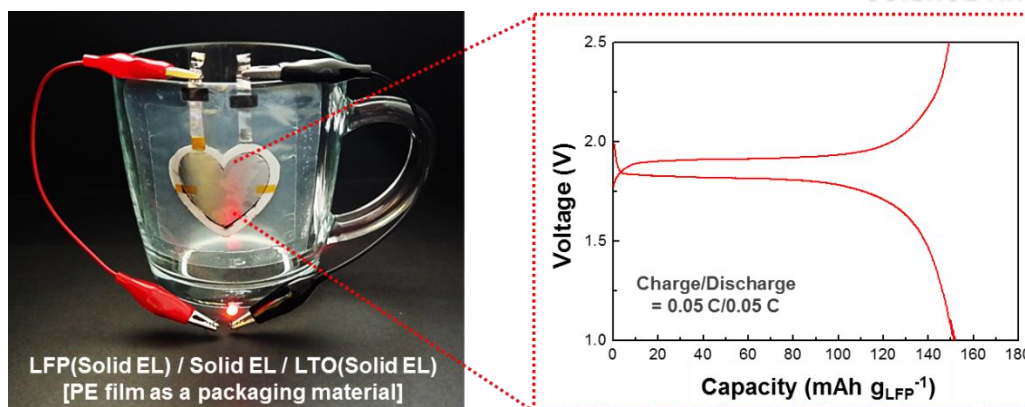 LFP(Solid EL) / Solid EL / LTO(Solid EL)
[PE film as a packaging material]
Voltage (V)
2.5
2.0
1.5
1.0
Charge/Discharge
= 0.05 C/0.05 C
0 20 40 60 80 100 120 140 160 180
Capacity (mAh gLFP-1)